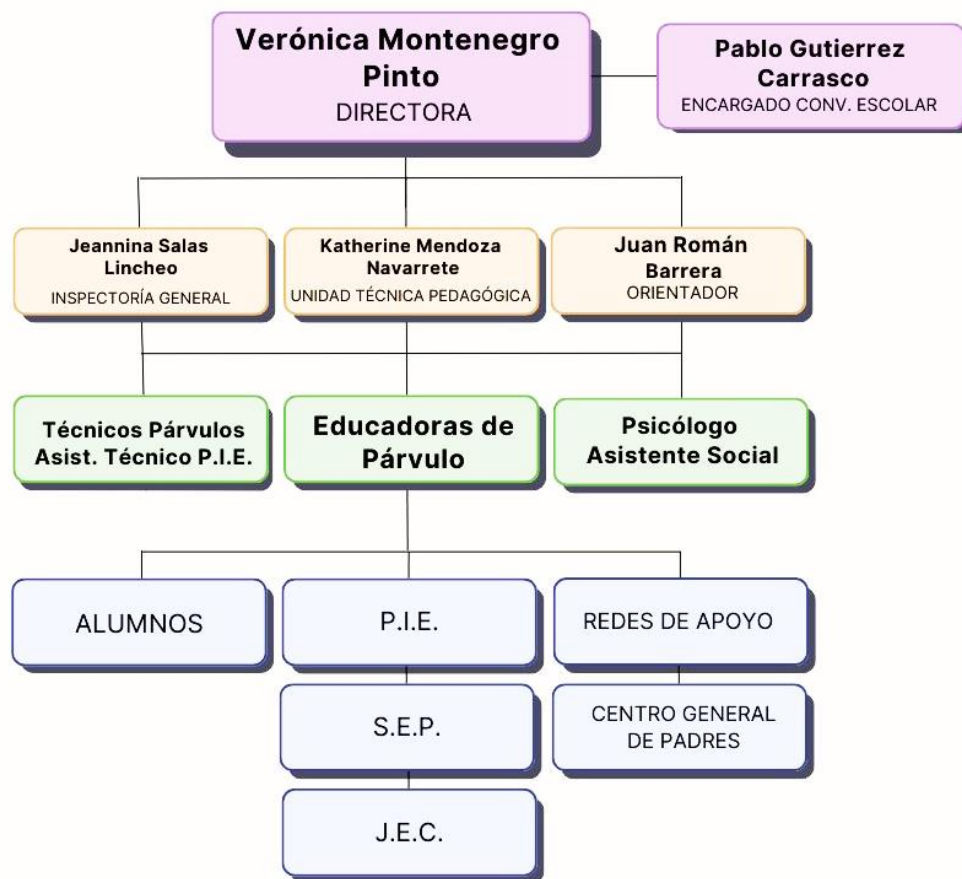 Verónica Montenegro
Pinto
DIRECTORA
Pablo Gutierrez
Carrasco
ENCARGADO CONV. ESCOLAR
Jeannina Salas
Lincheo
INSPECTORÍA GENERAL
Katherine Mendoza
Navarrete
UNIDAD TÉCNICA PEDAGÓGICA
Juan Román
Barrera
ORIENTADOR
Técnicos Párvulos
Asist. Técnico P.I.E.
Educadoras de
Párvulo
Psicólogo
Asistente Social
ALUMNOS
P.I.E.
REDES DE APOYO
S.E.P.
CENTRO GENERAL
DE PADRES
J.E.C.